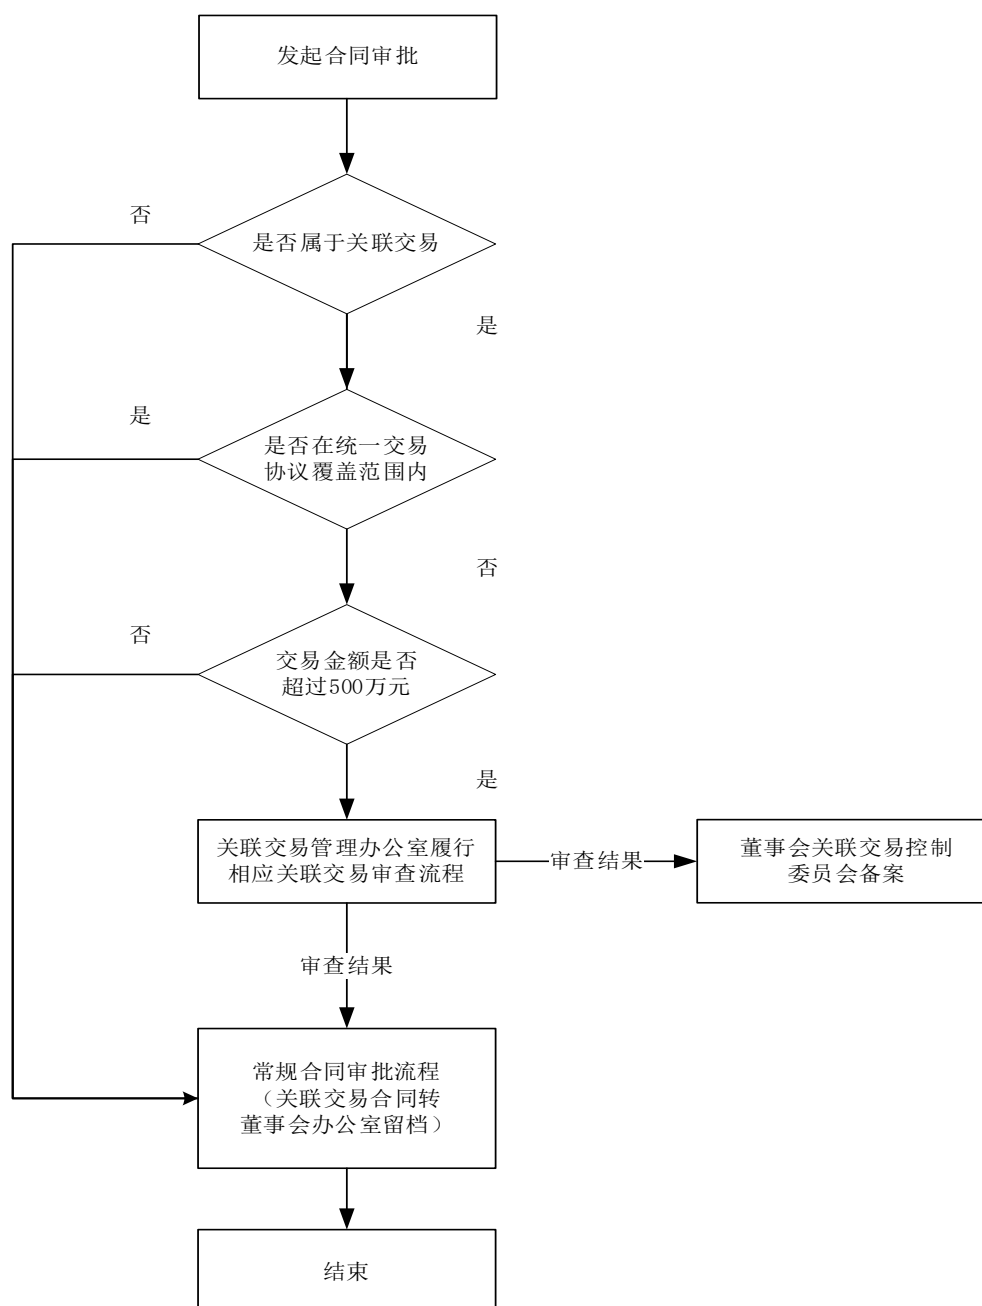 发起合同审批
否
是否属于关联交易
是
是
是否在统一交易
协议覆盖范围内
否
否
交易金额是否
超过500万元
是
关联交易管理办公室履行
相应关联交易审查流程
审查结果
董事会关联交易控制
委员会备案
审查结果
常规合同审批流程
（关联交易合同转
董事会办公室留档）
结束